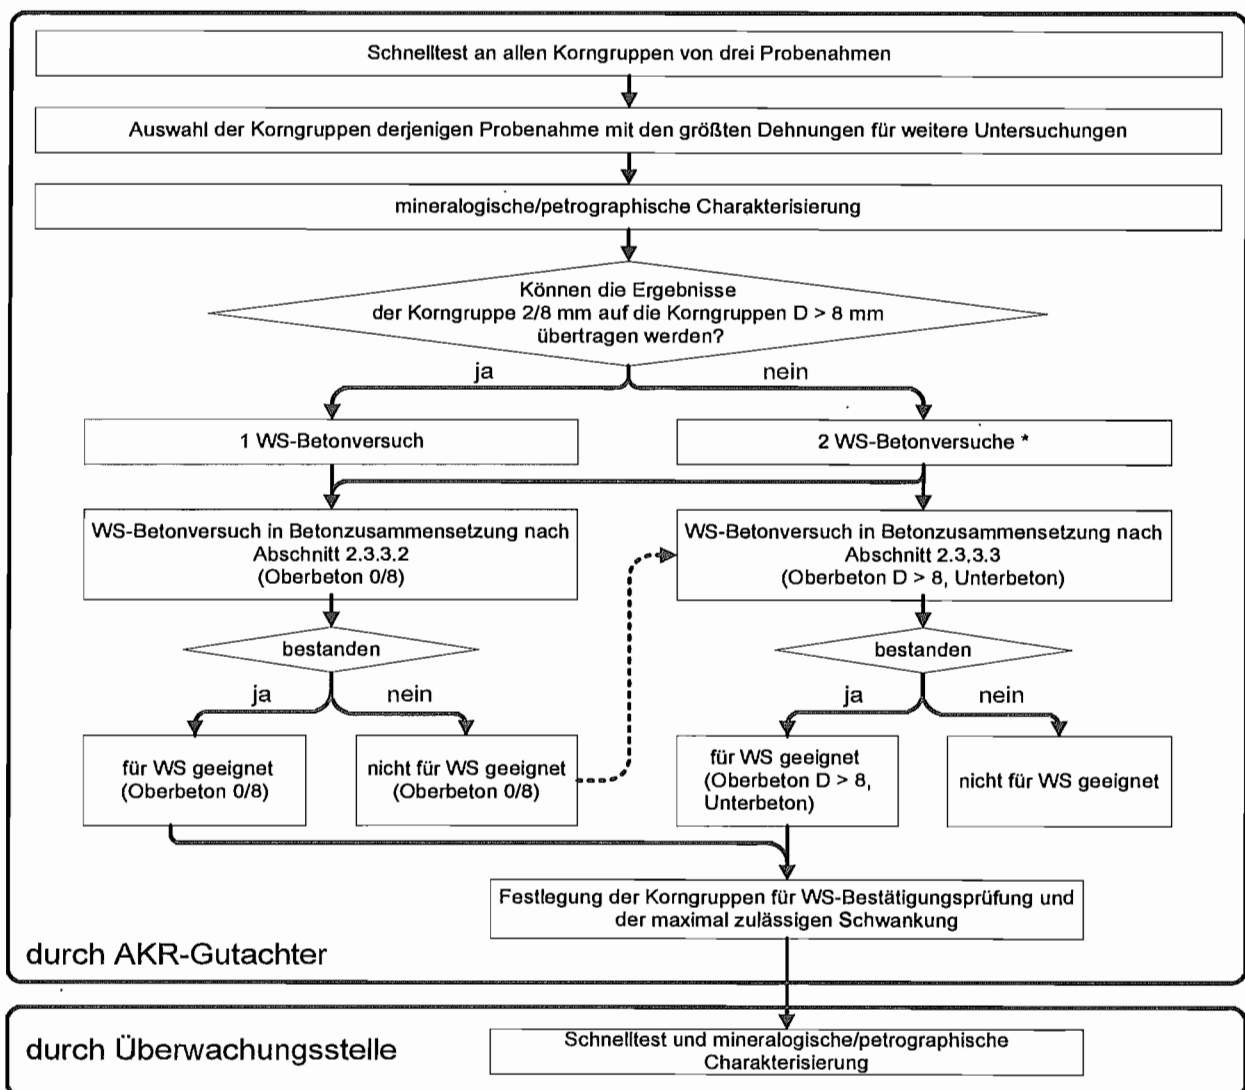 Schnelltest an allen Korngruppen von drei Probenahmen
Auswahl der Korngruppen derjenigen Probenahme mit den größten Dehnungen für weitere Untersuchungen
mineralogische/petrographische Charakterisierung
Können die Ergebnisse
der Korngruppe 2/8 mm auf die Korngruppen D > 8 mm
übertragen werden?
ja
nein
1 WS-Betonversuch
2 WS-Betonversuche *
WS-Betonversuch in Betonzusammensetzung nach
Abschnitt 2.3.3.2
(Oberbeton 0/8)
WS-Betonversuch in Betonzusammensetzung nach
Abschnitt 2.3.3.3
(Oberbeton D > 8, Unterbeton)
bestanden
bestanden
ja
nein
ja
nein
für WS geeignet
(Oberbeton 0/8)
nicht für WS geeignet
(Oberbeton 0/8)
für WS geeignet
(Oberbeton D > 8,
Unterbeton)
nicht für WS geeignet
Festlegung der Korngruppen für WS-Bestätigungsprüfung und
der maximal zulässigen Schwankung
durch AKR-Gutachter
durch Überwachungsstelle
Schnelltest und mineralogische/petrographische
Charakterisierung